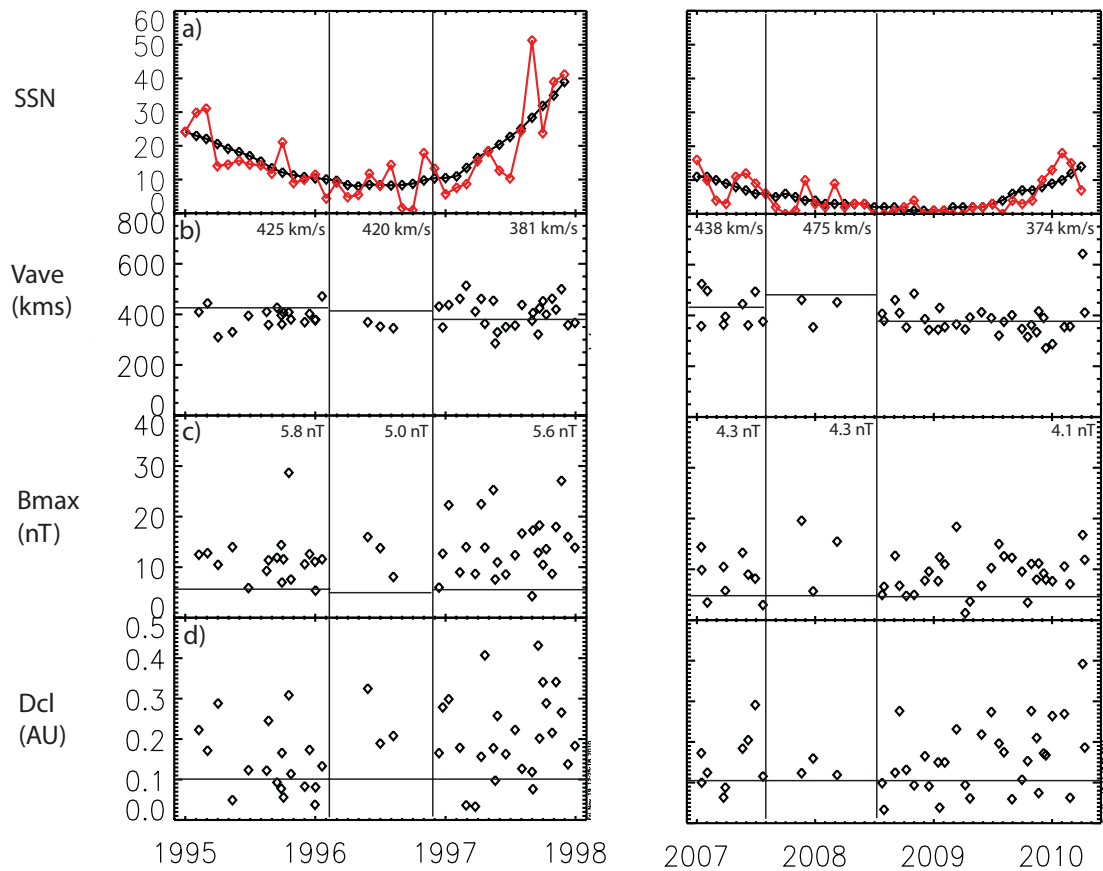 a)
60
50
40
30
20
10
0
SSN
b)
425 km/s
420 km/s
381 km/s
438 km/s
475 km/s
374 km/s
800
600
400
200
0
Vave
(kms)
c)
5.8 nT
5.0 nT
5.6 nT
4.3 nT
4.3 nT
4.1 nT
40
30
20
10
0
Bmax
(nT)
d)
0.5
0.4
0.3
0.2
0.1
0.0
Dcl
(AU)
1995
1996
1997
1998
2007
2008
2009
2010